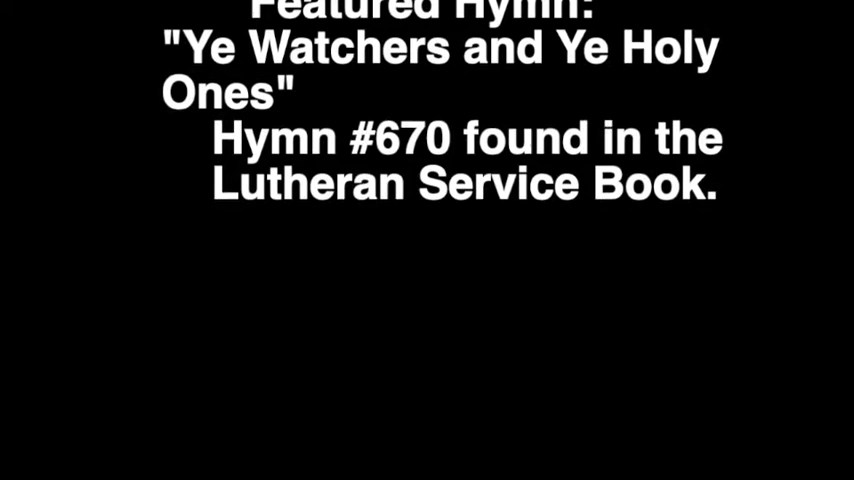 Featured Hymn:
"Ye Watchers and Ye Holy
Ones"
Hymn #670 found in the
Lutheran Service Book.